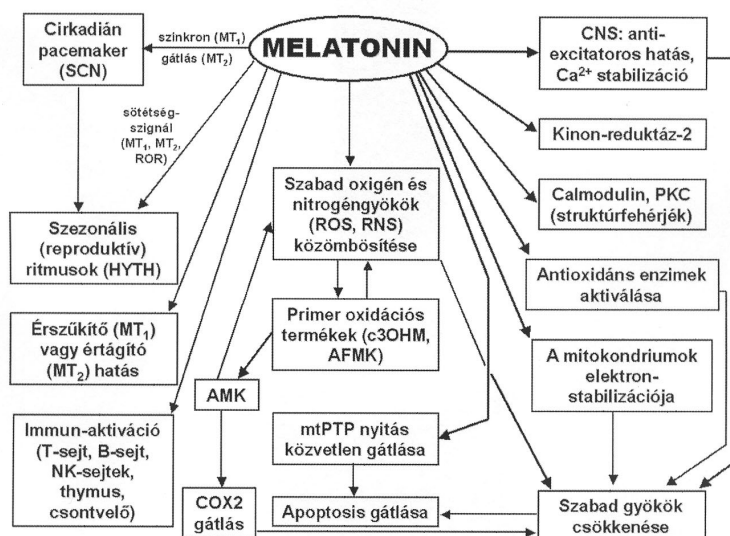 MELATONIN
Cirkadián
pacemaker
(SCN)
szinkron (MT₁)
gátlás (MT₂)
sötétség-
szignál
(MT₁, MT₂,
ROR)
Szezonális
(reproduktív)
ritmusok (HYTH)
Érszűkítő (MT₁)
vagy értágító
(MT₂) hatás
Immun-aktiváció
(T-sejt, B-sejt,
NK-sejtek,
thymus,
csontvelő)
Szabad oxigén és
nitrogéngyökök
(ROS, RNS)
közömbösítése
Primer oxidációs
termékek (c3OHM,
AFMK)
AMK
COX2
gátlás
mtPTP nyitás
közvetlen gátlása
Apoptosis gátlása
CNS: anti-
excitatoros hatás,
Ca²⁺ stabilizáció
Kinon-reduktáz-2
Calmodulin, PKC
(struktúrfehérjék)
Antioxidáns enzimek
aktiválása
A mitokondriumok
elektron-
stabilizációja
Szabad gyökök
csökkenése